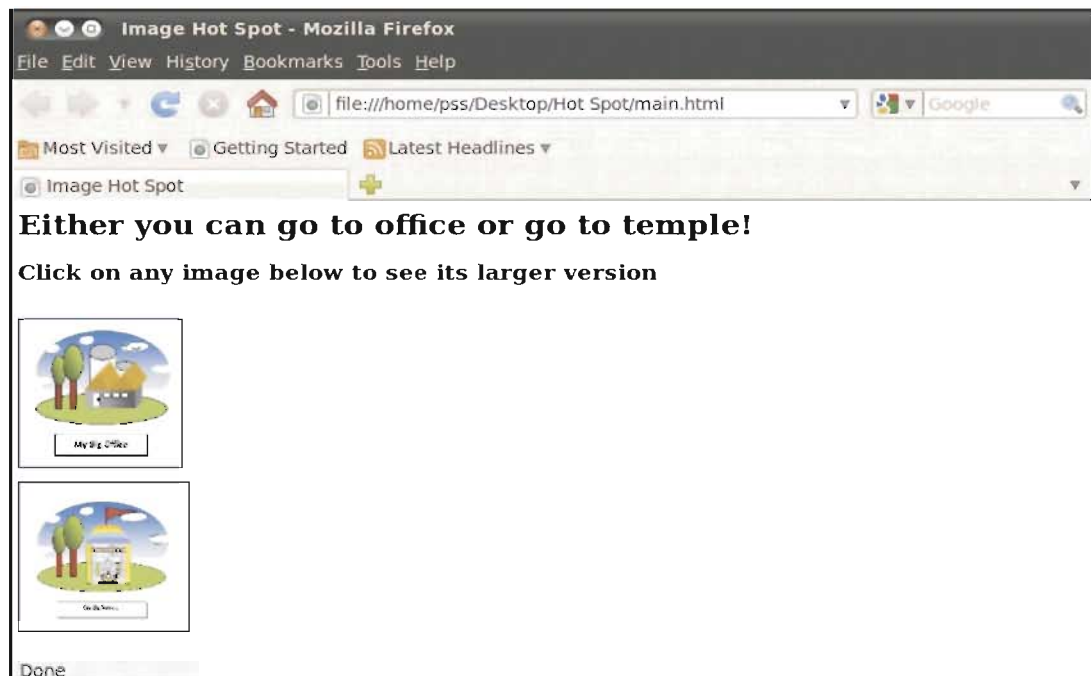 Image Hot Spot - Mozilla Firefox
File Edit View History Bookmarks Tools Help
file:///home/pss/Desktop/Hot Spot/main.html Google
Most Visited Getting Started Latest Headlines
Image Hot Spot
Either you can go to office or go to temple!
Click on any image below to see its larger version
My Big Office
Done